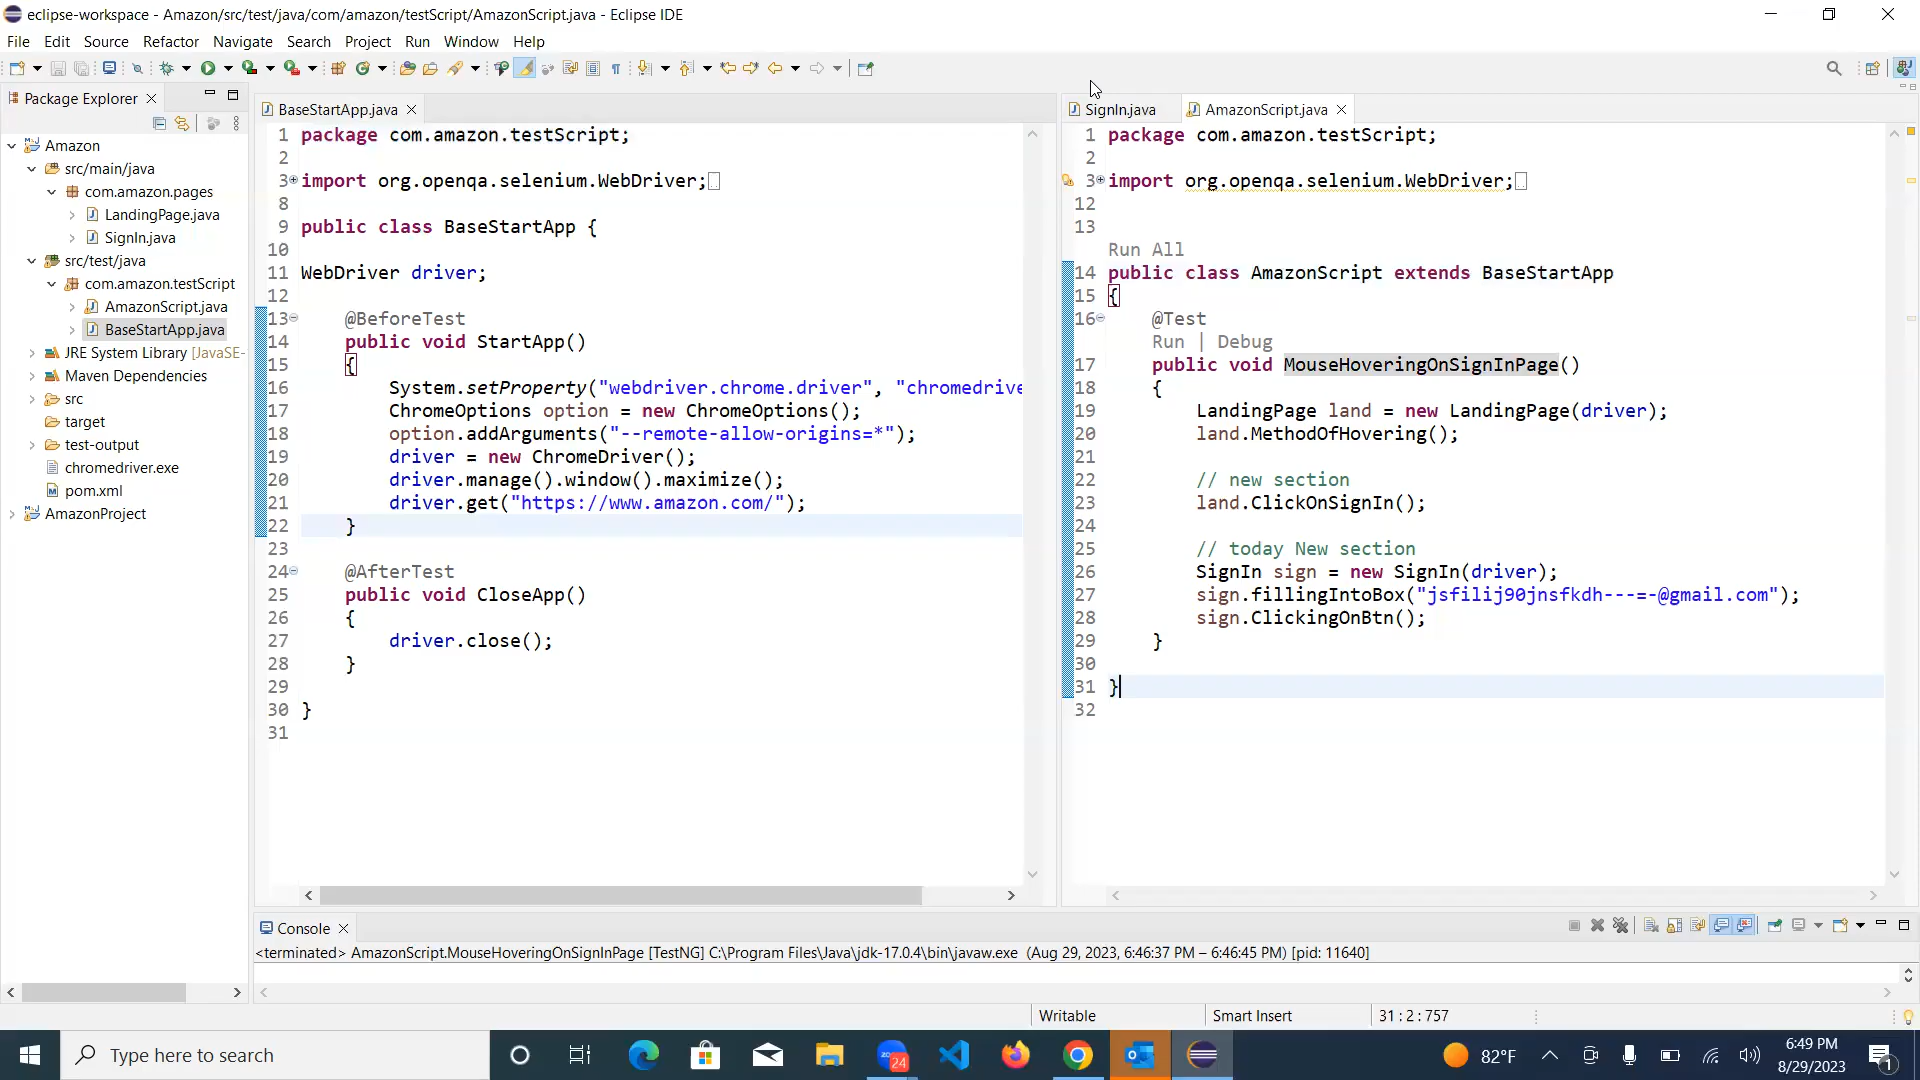 eclipse-workspace - Amazon/src/test/java/com/amazon/testScript/AmazonScript.java - Eclipse IDE
File Edit Source Refactor Navigate Search Project Run Window Help
Package Explorer
Amazon
src/main/java
com.amazon.pages
LandingPage.java
SignIn.java
src/test/java
com.amazon.testScript
AmazonScript.java
BaseStartApp.java
JRE System Library [JavaSE-
Maven Dependencies
src
target
test-output
chromedriver.exe
pom.xml
AmazonProject
BaseStartApp.java
1 package com.amazon.testScript;
2
3 import org.openqa.selenium.WebDriver;
8
9 public class BaseStartApp {
10
11 WebDriver driver;
12
13 @BeforeTest
14 public void StartApp()
15 {
16 System.setProperty("webdriver.chrome.driver", "chromedrive
17 ChromeOptions option = new ChromeOptions();
18 option.addArguments("--remote-allow-origins=*");
19 driver = new ChromeDriver();
20 driver.manage().window().maximize();
21 driver.get("https://www.amazon.com/");
22 }
23
24 @AfterTest
25 public void CloseApp()
26 {
27 driver.close();
28 }
29
30 }
31
SignIn.java AmazonScript.java
1 package com.amazon.testScript;
2
3 import org.openqa.selenium.WebDriver;
12
13
Run All
14 public class AmazonScript extends BaseStartApp
15 {
16 @Test
Run | Debug
17 public void MouseHoveringOnSignInPage()
18 {
19 LandingPage land = new LandingPage(driver);
20 land.MethodOfHovering();
21
22 // new section
23 land.ClickOnSignIn();
24
25 // today New section
26 SignIn sign = new SignIn(driver);
27 sign.fillingIntoBox("jsfilij90jnsfkdh---=-@gmail.com");
28 sign.ClickingOnBtn();
29 }
30
31 }
32
Console
<terminated> AmazonScript.MouseHoveringOnSignInPage [TestNG] C:\Program Files\Java\jdk-17.0.4\bin\javaw.exe (Aug 29, 2023, 6:46:37 PM – 6:46:45 PM) [pid: 11640]
Writable Smart Insert 31 : 2 : 757
Type here to search
24
82°F
6:49 PM
8/29/2023
1